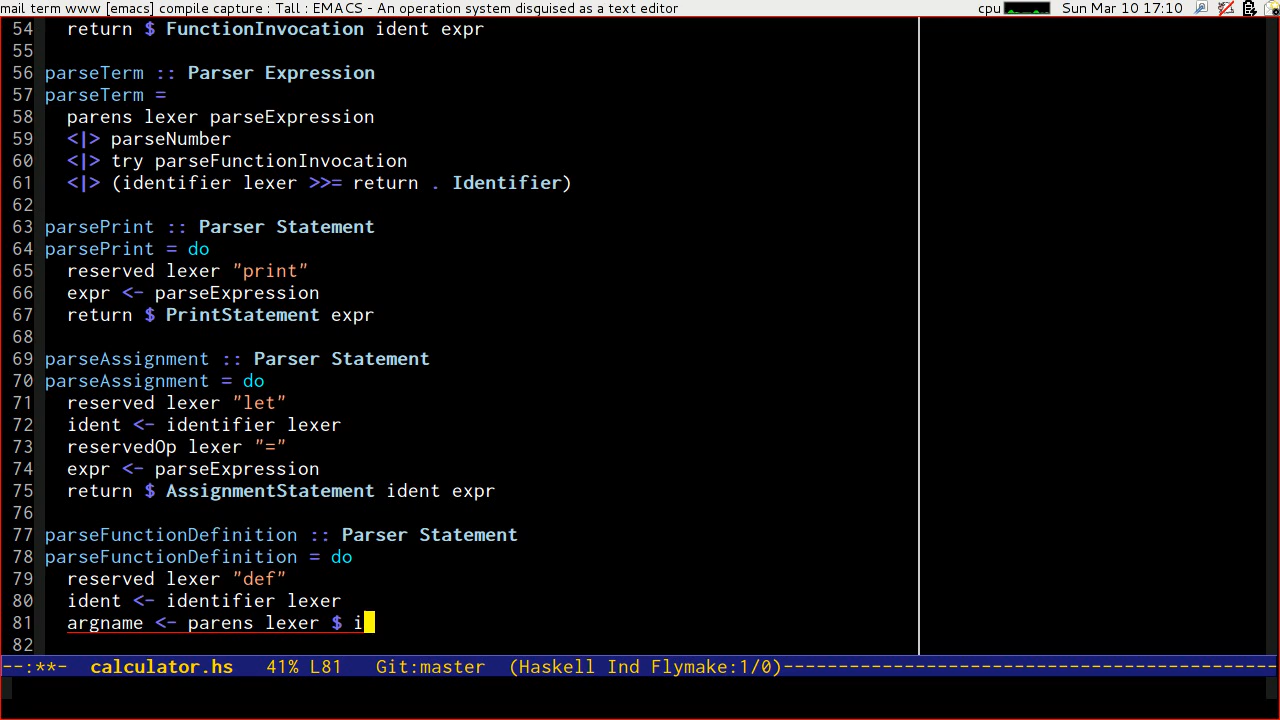 mail term www [emacs] compile capture : Tall : EMACS - An operation system disguised as a text editor cpu Sun Mar 10 17:10
54   return $ FunctionInvocation ident expr
55
56 parseTerm :: Parser Expression
57 parseTerm =
58   parens lexer parseExpression
59   <|> parseNumber
60   <|> try parseFunctionInvocation
61   <|> (identifier lexer >>= return . Identifier)
62
63 parsePrint :: Parser Statement
64 parsePrint = do
65   reserved lexer "print"
66   expr <- parseExpression
67   return $ PrintStatement expr
68
69 parseAssignment :: Parser Statement
70 parseAssignment = do
71   reserved lexer "let"
72   ident <- identifier lexer
73   reservedOp lexer "="
74   expr <- parseExpression
75   return $ AssignmentStatement ident expr
76
77 parseFunctionDefinition :: Parser Statement
78 parseFunctionDefinition = do
79   reserved lexer "def"
80   ident <- identifier lexer
81   argname <- parens lexer $ i
82
--:**-  calculator.hs   41% L81   Git:master  (Haskell Ind Flymake:1/0)---------------------------------------------